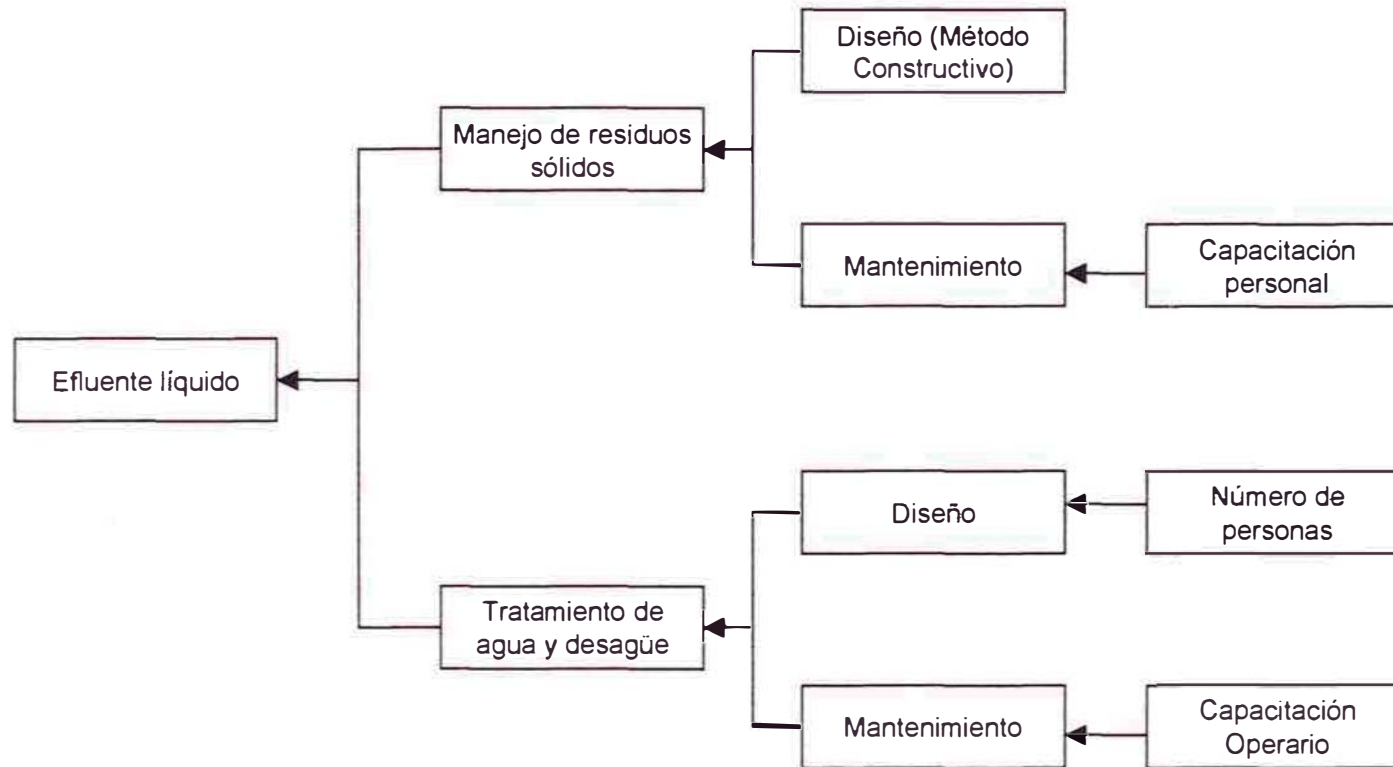 Diseño (Método
Constructivo)
Manejo de residuos
sólidos
Mantenimiento
Capacitación
personal
Efluente líquido
Diseño
Número de
personas
Tratamiento de
agua y desagüe
Mantenimiento
Capacitación
Operario